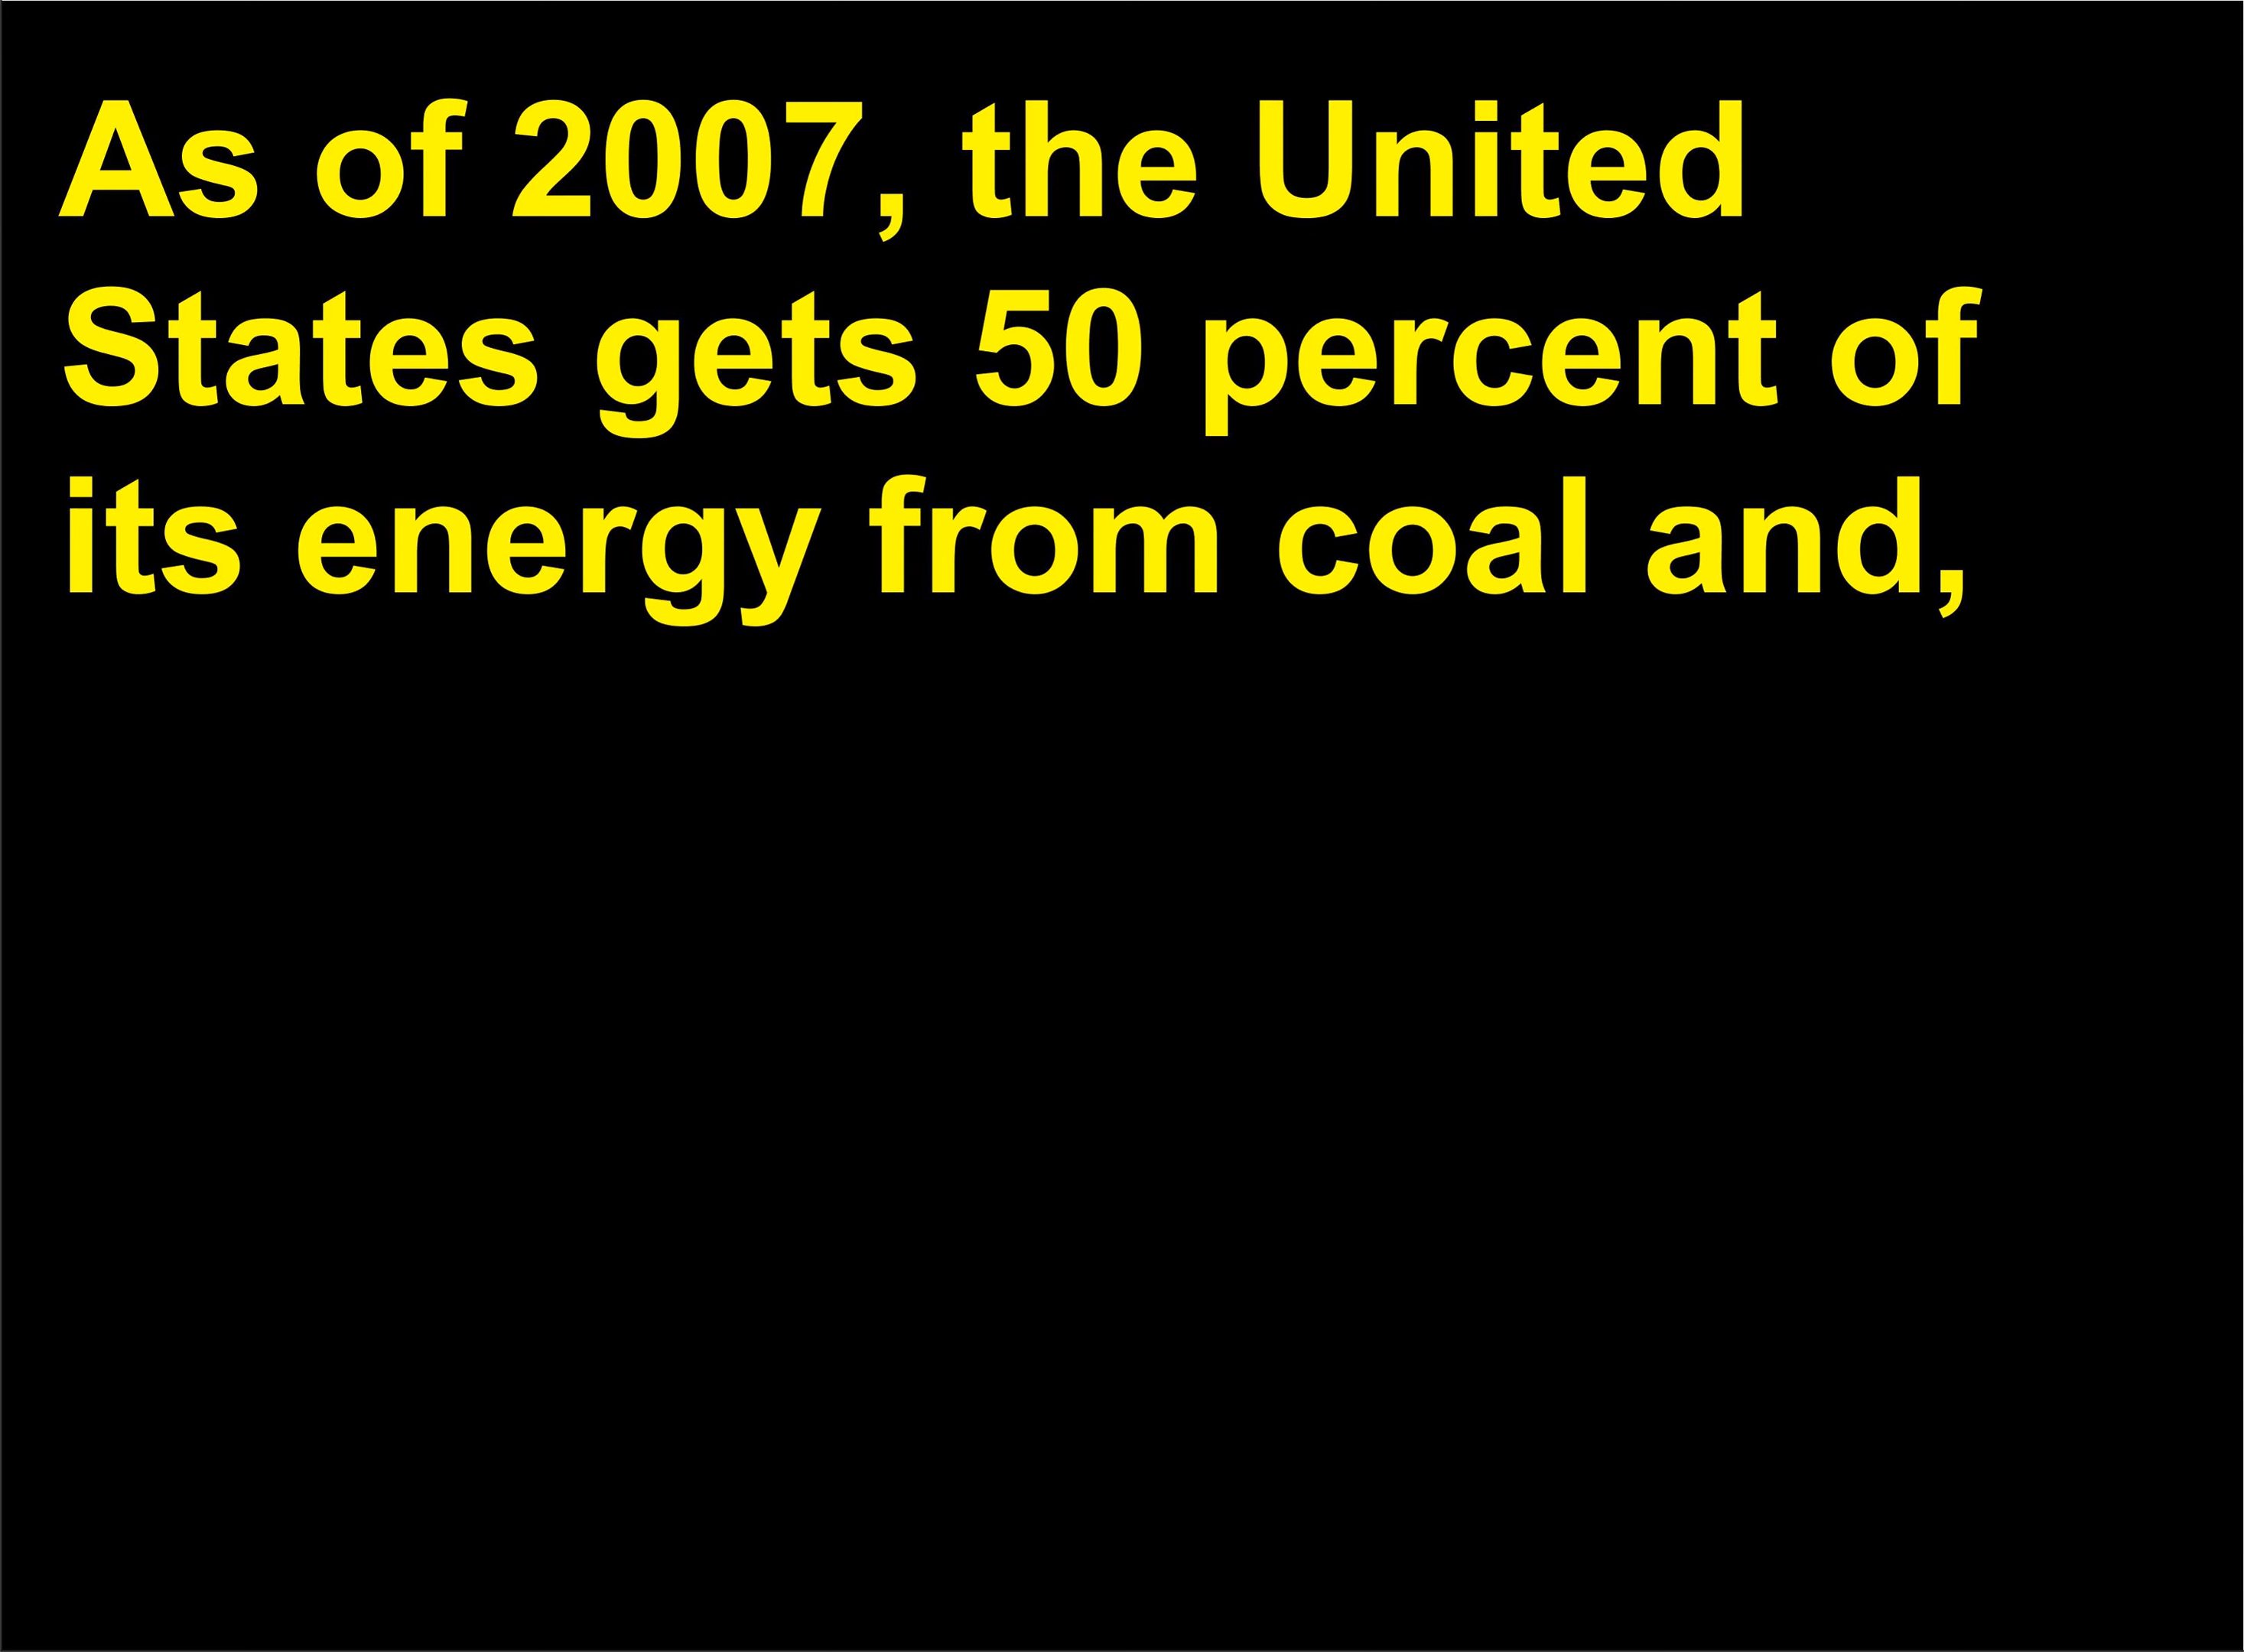 As of 2007, the United
States gets 50 percent of
its energy from coal and,